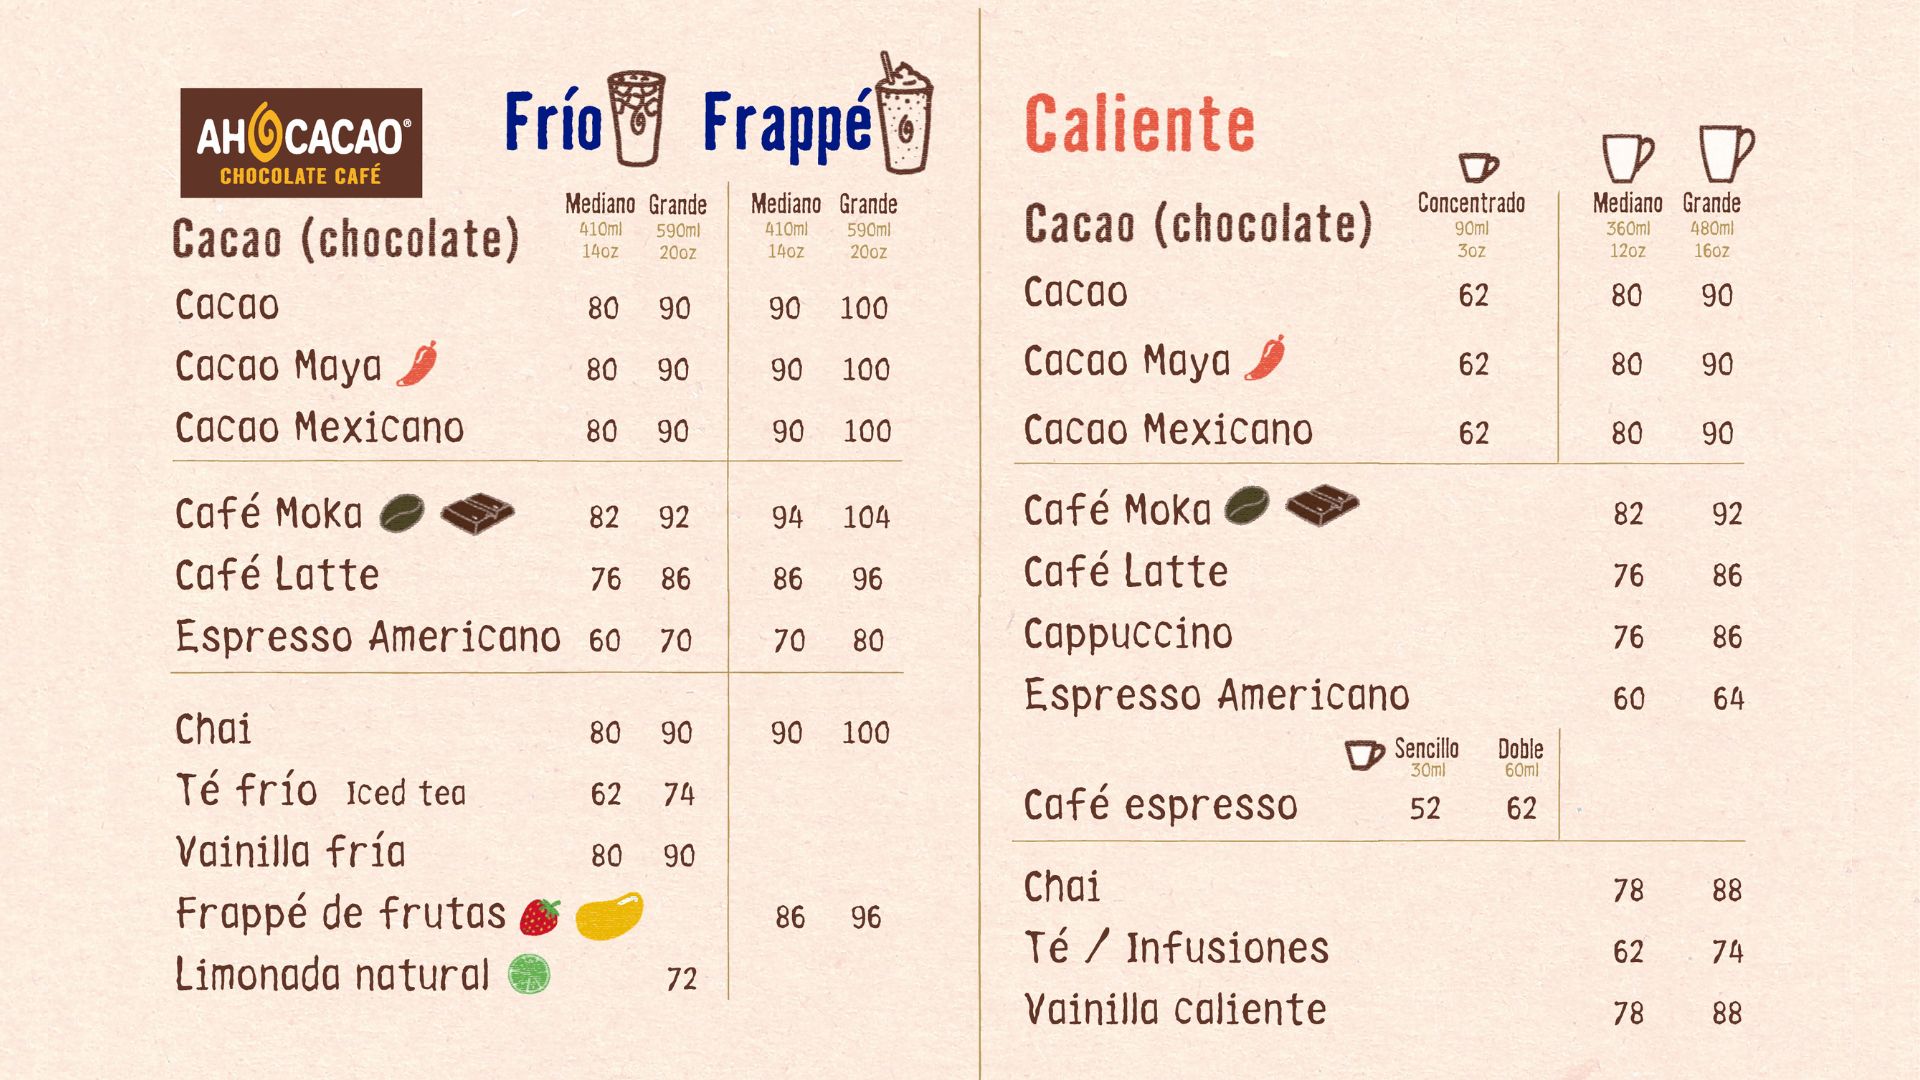 AH CACAO®
CHOCOLATE CAFÉ
Frío Frappé
Mediano Grande Mediano Grande
410ml 590ml 410ml 590ml
14oz 20oz 14oz 20oz
Cacao (chocolate)
Cacao 80 90 90 100
Cacao Maya 80 90 90 100
Cacao Mexicano 80 90 90 100
Café Moka 82 92 94 104
Café Latte 76 86 86 96
Espresso Americano 60 70 70 80
Chai 80 90 90 100
Té frío Iced tea 62 74
Vainilla fría 80 90
Frappé de frutas 86 96
Limonada natural 72
Caliente
Concentrado Mediano Grande
90ml 360ml 480ml
3oz 12oz 16oz
Cacao (chocolate)
Cacao 62 80 90
Cacao Maya 62 80 90
Cacao Mexicano 62 80 90
Café Moka 82 92
Café Latte 76 86
Cappuccino 76 86
Espresso Americano 60 64
Sencillo Doble
30ml 60ml
Café espresso 52 62
Chai 78 88
Té / Infusiones 62 74
Vainilla caliente 78 88